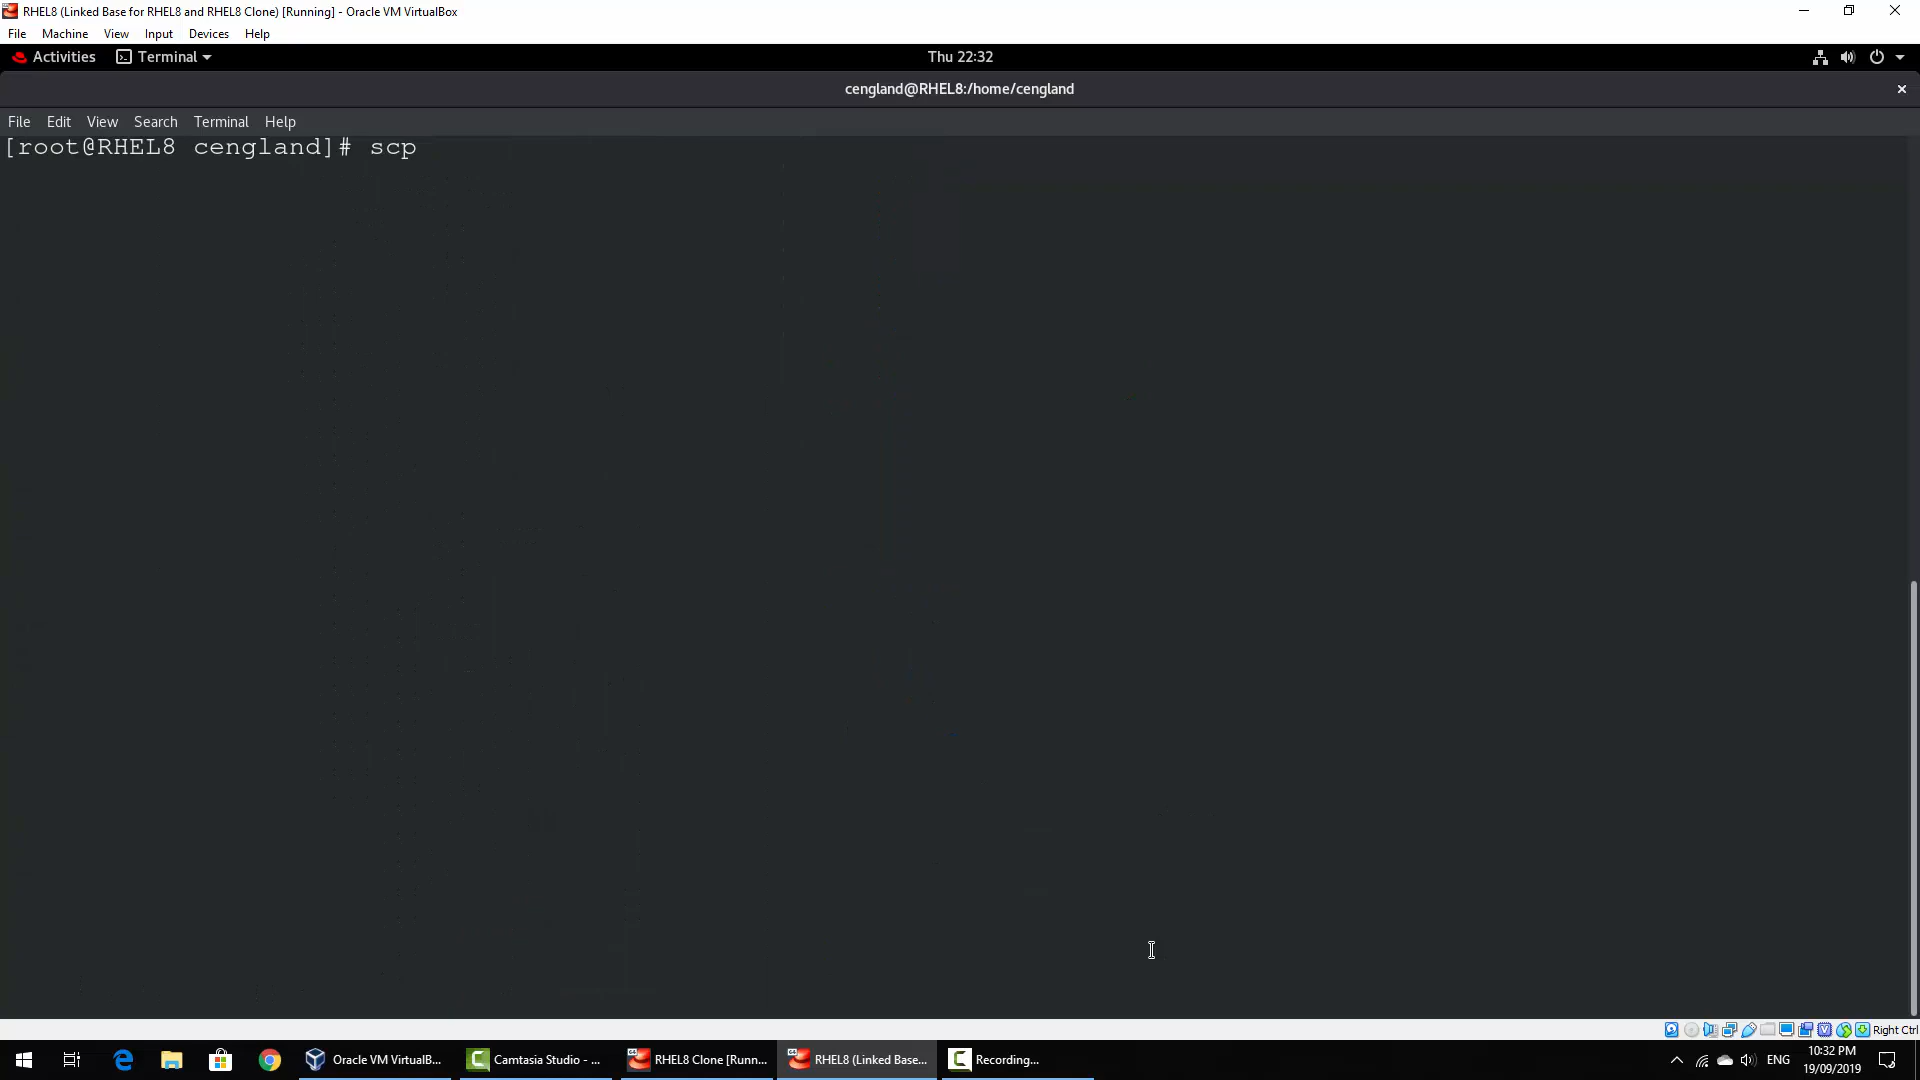 RHEL8 (Linked Base for RHEL8 and RHEL8 Clone) [Running] - Oracle VM VirtualBox
File Machine View Input Devices Help
Activities Terminal Thu 22:32
cengland@RHEL8:/home/cengland
File Edit View Search Terminal Help
[root@RHEL8 cengland]# scp
Right Ctrl
Oracle VM VirtualB... Camtasia Studio - ... RHEL8 Clone [Runn... RHEL8 (Linked Base... Recording... ENG
10:32 PM
19/09/2019